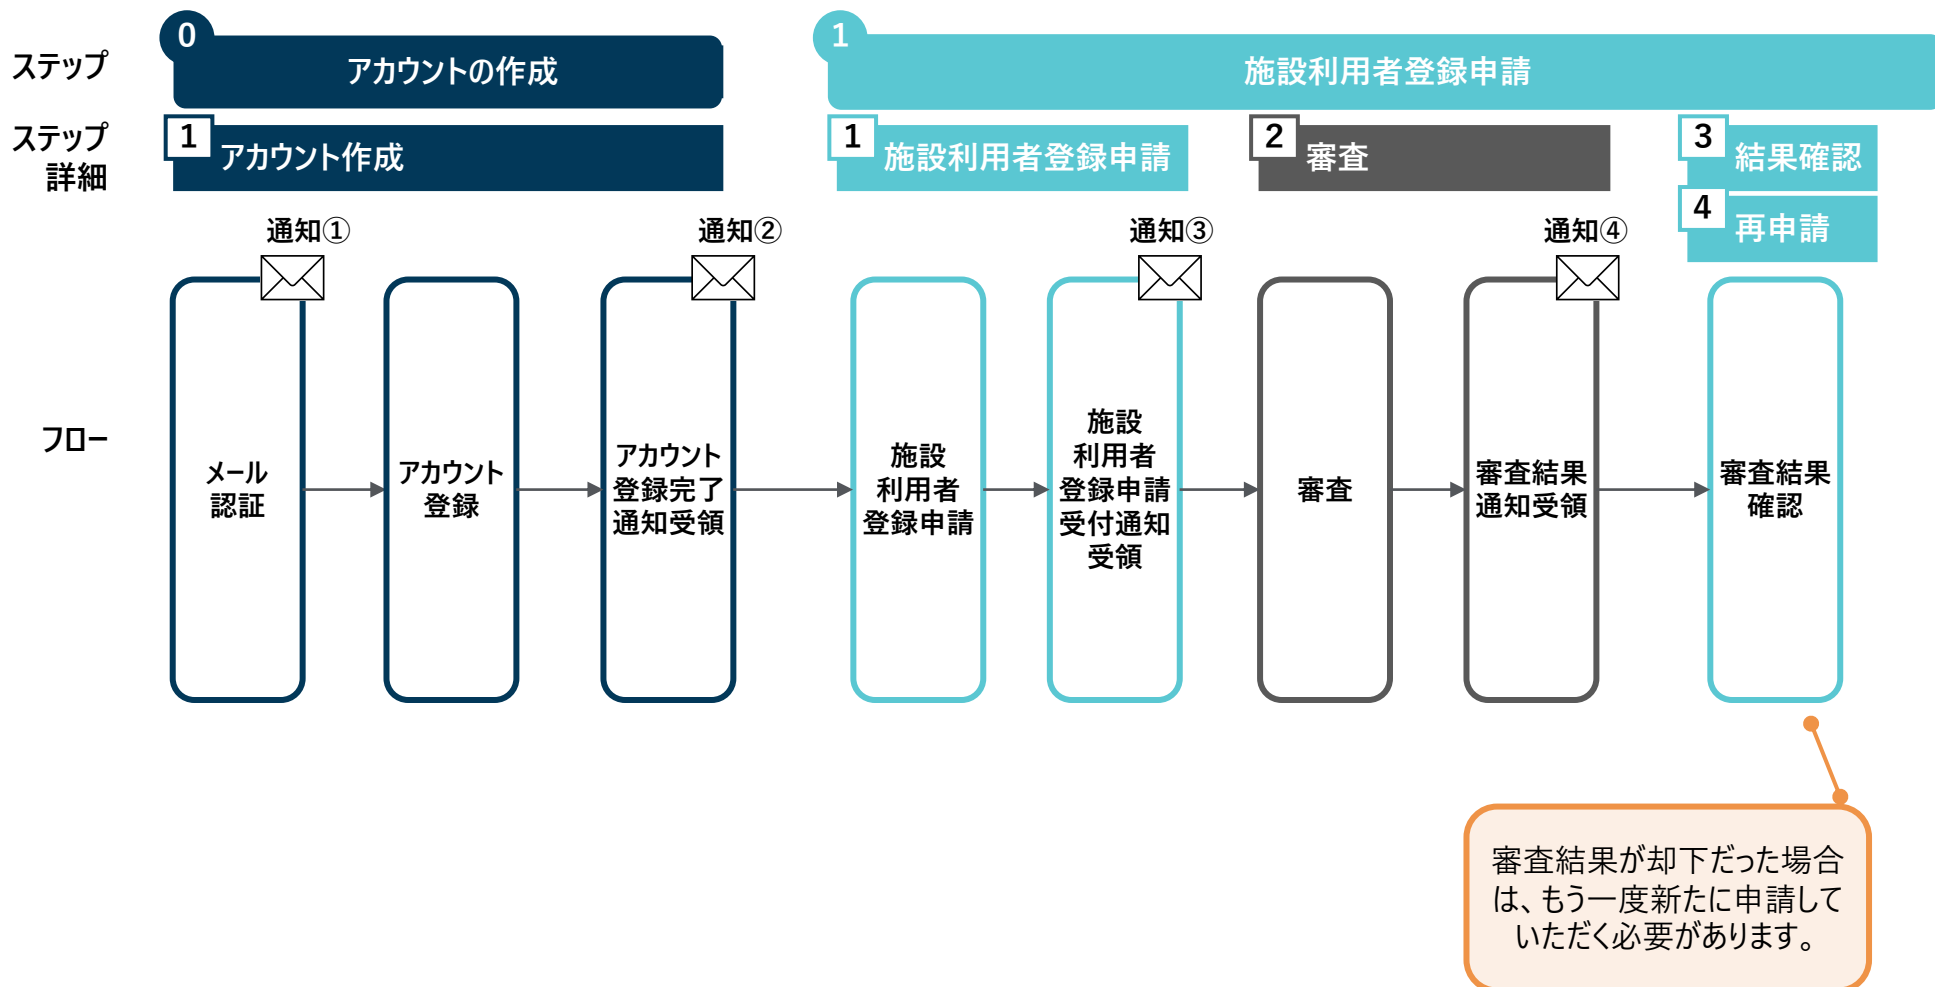 ステップ
0
アカウントの作成
1
施設利用者登録申請
ステップ
詳細
1
アカウント作成
1
施設利用者登録申請
2
審査
3
結果確認
4
再申請
通知①
通知②
通知③
通知④
フロー
メール
認証
アカウント
登録
アカウント
登録完了
通知受領
施設
利用者
登録申請
施設
利用者
登録申請
受付通知
受領
審査
審査結果
通知受領
審査結果
確認
審査結果が却下だった場合
は、もう一度新たに申請して
いただく必要があります。